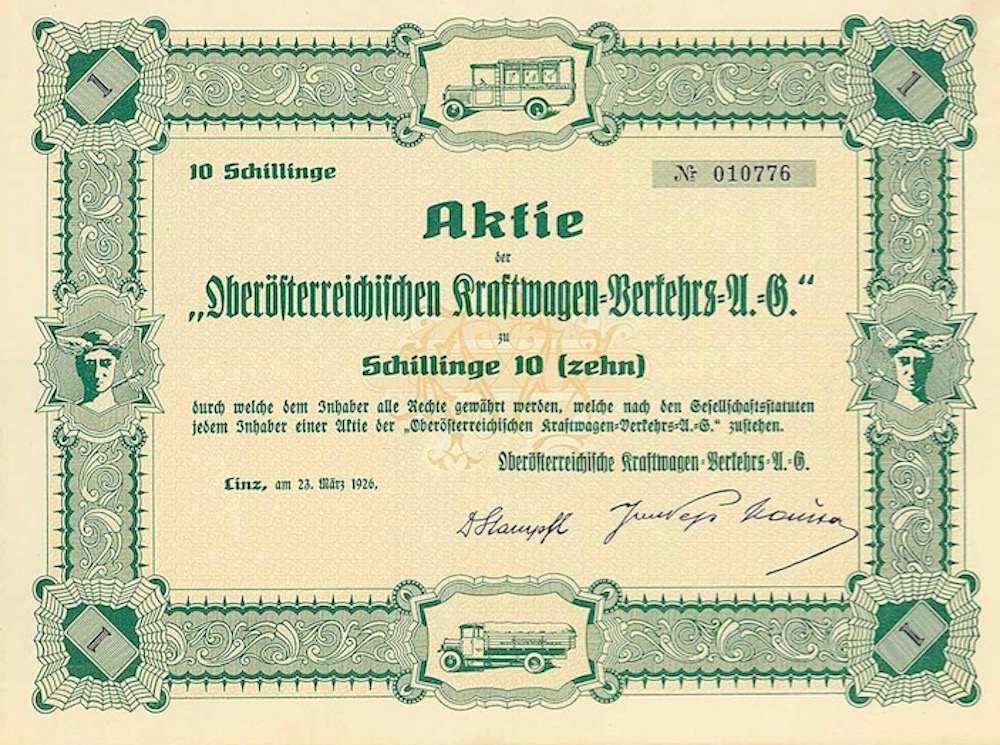 1
1
10 Schillinge
Nr. 010776
Aktie
der
„Oberösterreichischen Kraftwagen=Verkehrs=A.=G.“
zu
Schillinge 10 (zehn)
durch welche dem Inhaber alle Rechte gewährt werden, welche nach den Gesellschaftsstatuten
jedem Inhaber einer Aktie der „Oberösterreichischen Kraftwagen=Verkehrs=A.=G.“ zustehen.
Oberösterreichische Kraftwagen=Verkehrs=A.=G.
Linz, am 23. März 1926,
DStampfl
1
1